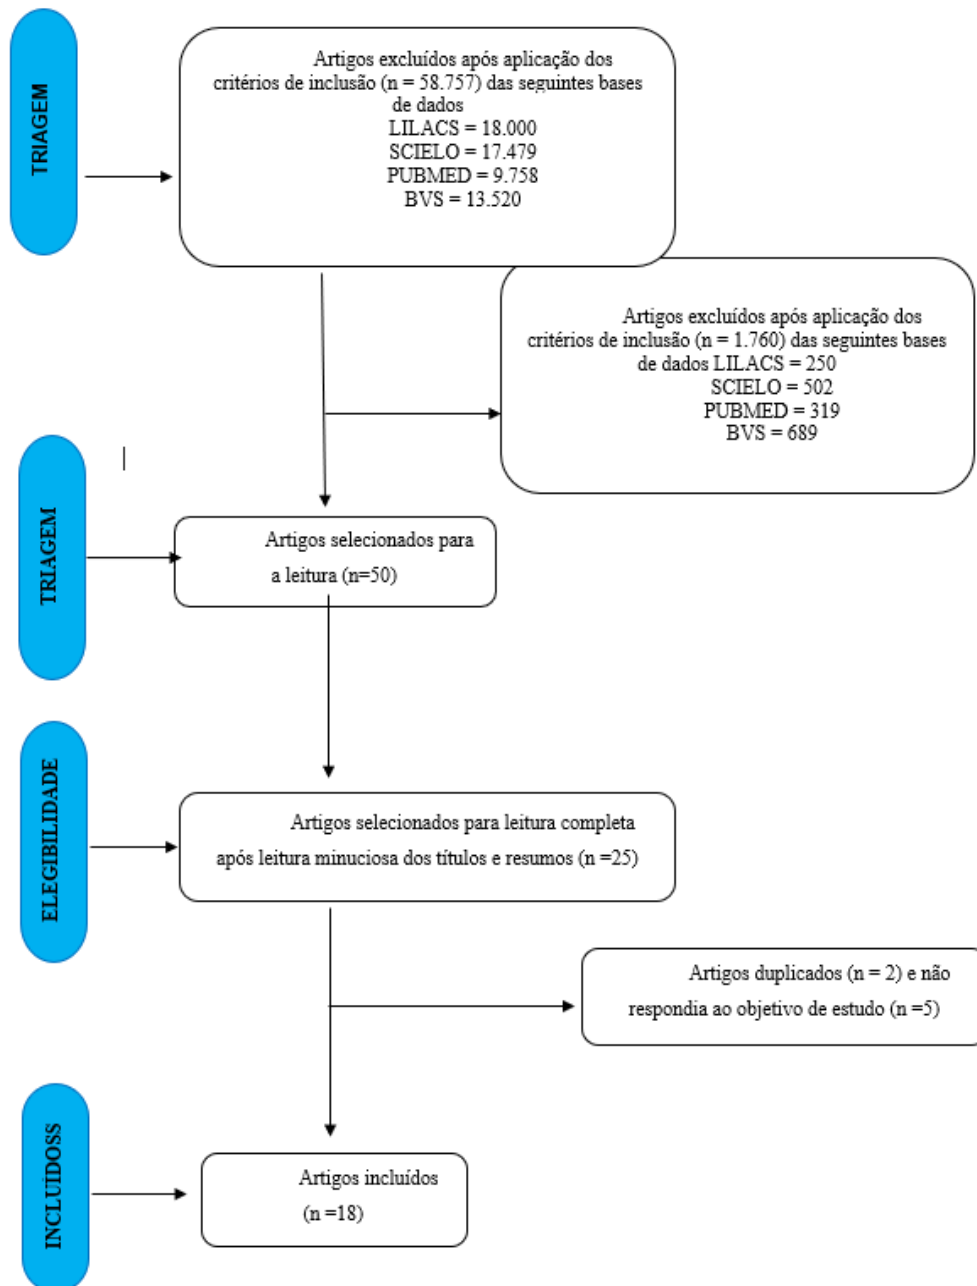 TRIAGEM
Artigos excluídos após aplicação dos
critérios de inclusão (n = 58.757) das seguintes bases
de dados
LILACS = 18.000
SCIELO = 17.479
PUBMED = 9.758
BVS = 13.520
Artigos excluídos após aplicação dos
critérios de inclusão (n = 1.760) das seguintes bases
de dados LILACS = 250
SCIELO = 502
PUBMED = 319
BVS = 689
TRIAGEM
Artigos selecionados para
a leitura (n=50)
ELEGIBILIDADE
Artigos selecionados para leitura completa
após leitura minuciosa dos títulos e resumos (n =25)
Artigos duplicados (n = 2) e não
respondia ao objetivo de estudo (n =5)
INCLUÍDOSS
Artigos incluídos
(n =18)